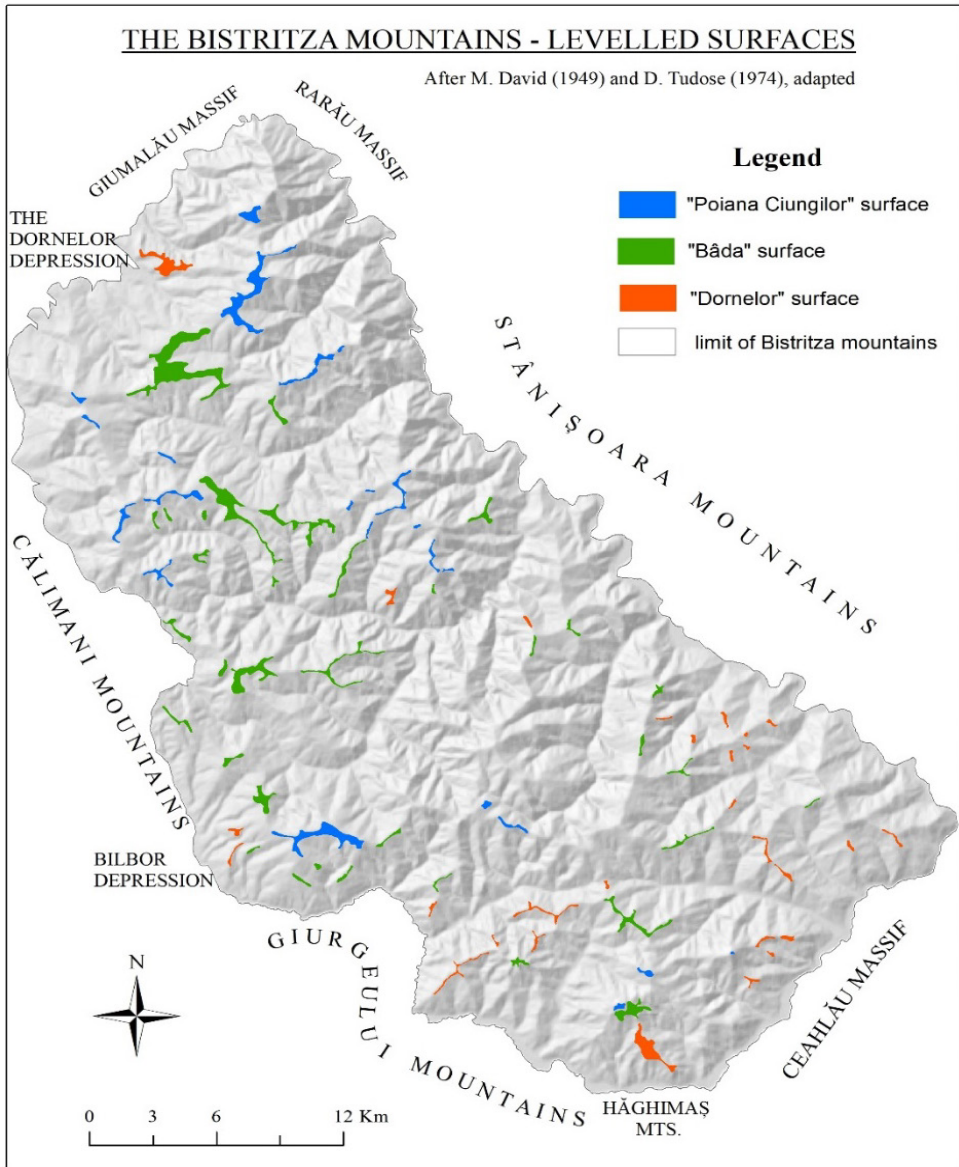 THE BISTRITZA MOUNTAINS - LEVELLED SURFACES
After M. David (1949) and D. Tudose (1974), adapted
GIUMALĂU MASSIF
RARĂU MASSIF
Legend
"Poiana Ciungilor" surface
"Bâda" surface
"Dornelor" surface
limit of Bistritza mountains
THE
DORNELOR
DEPRESSION
STÂNIȘOARA MOUNTAINS
CĂLIMANI MOUNTAINS
BILBOR
DEPRESSION
GIURGEULUI MOUNTAINS
CEAHLĂU MASSIF
HĂGHIMAȘ
MTS.
N
0 3 6 12 Km